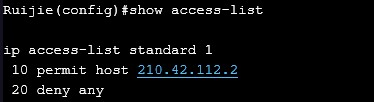 Ruijie(config)#show access-list
ip access-list standard 1
10 permit host 210.42.112.2
20 deny any